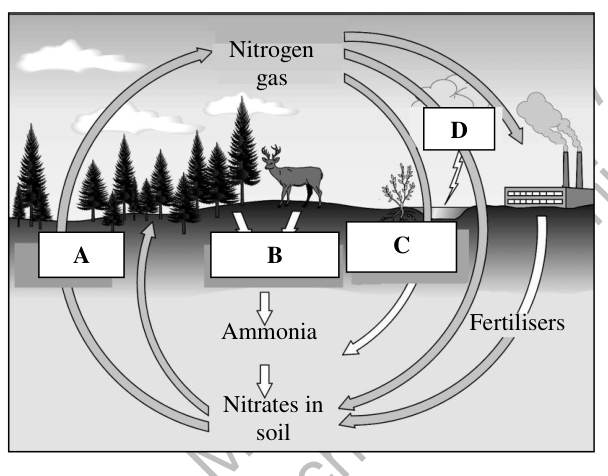 Nitrogen
gas
D
A
B
C
Ammonia
Fertilisers
Nitrates in
soil